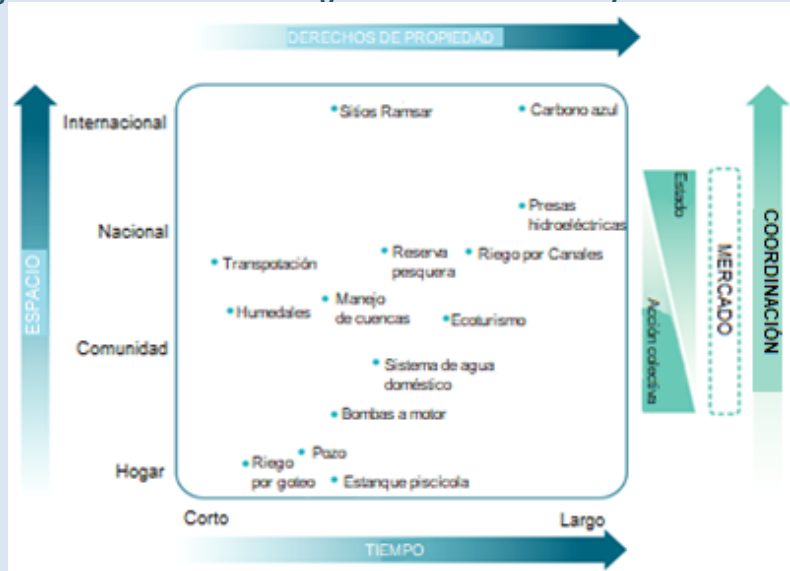 DERECHOS DE PROPIEDAD
Internacional
Sitios Ramsar
Carbono azul
Presas
hidroeléctricas
Nacional
Transpotación
Reserva
pesquera
Riego por Canales
Humedales
Manejo
de cuencas
Ecoturismo
Comunidad
Sistema de agua
doméstico
Bombas a motor
Hogar
Riego
por goteo
Pozo
Estanque piscícola
Corto
Largo
TIEMPO
ESPACIO
Estado
Acción colectiva
MERCADO
COORDINACIÓN